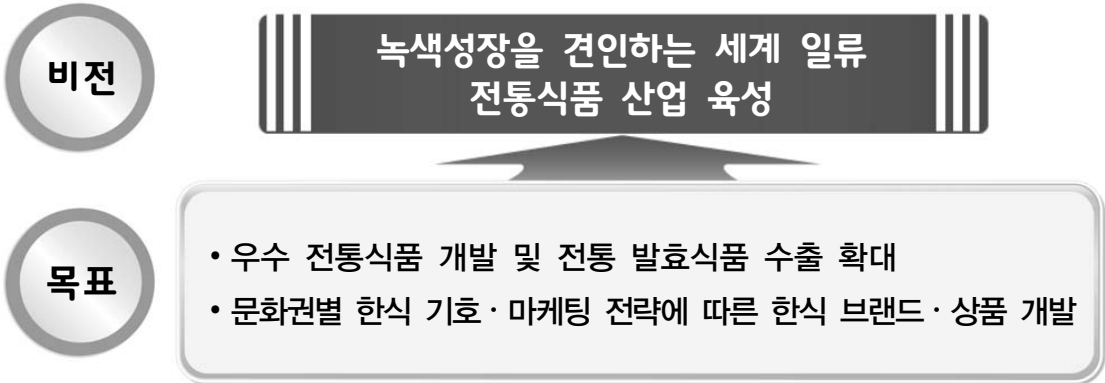 비전
녹색성장을 견인하는 세계 일류
전통식품 산업 육성
목표
• 우수 전통식품 개발 및 전통 발효식품 수출 확대
• 문화권별 한식 기호·마케팅 전략에 따른 한식 브랜드·상품 개발